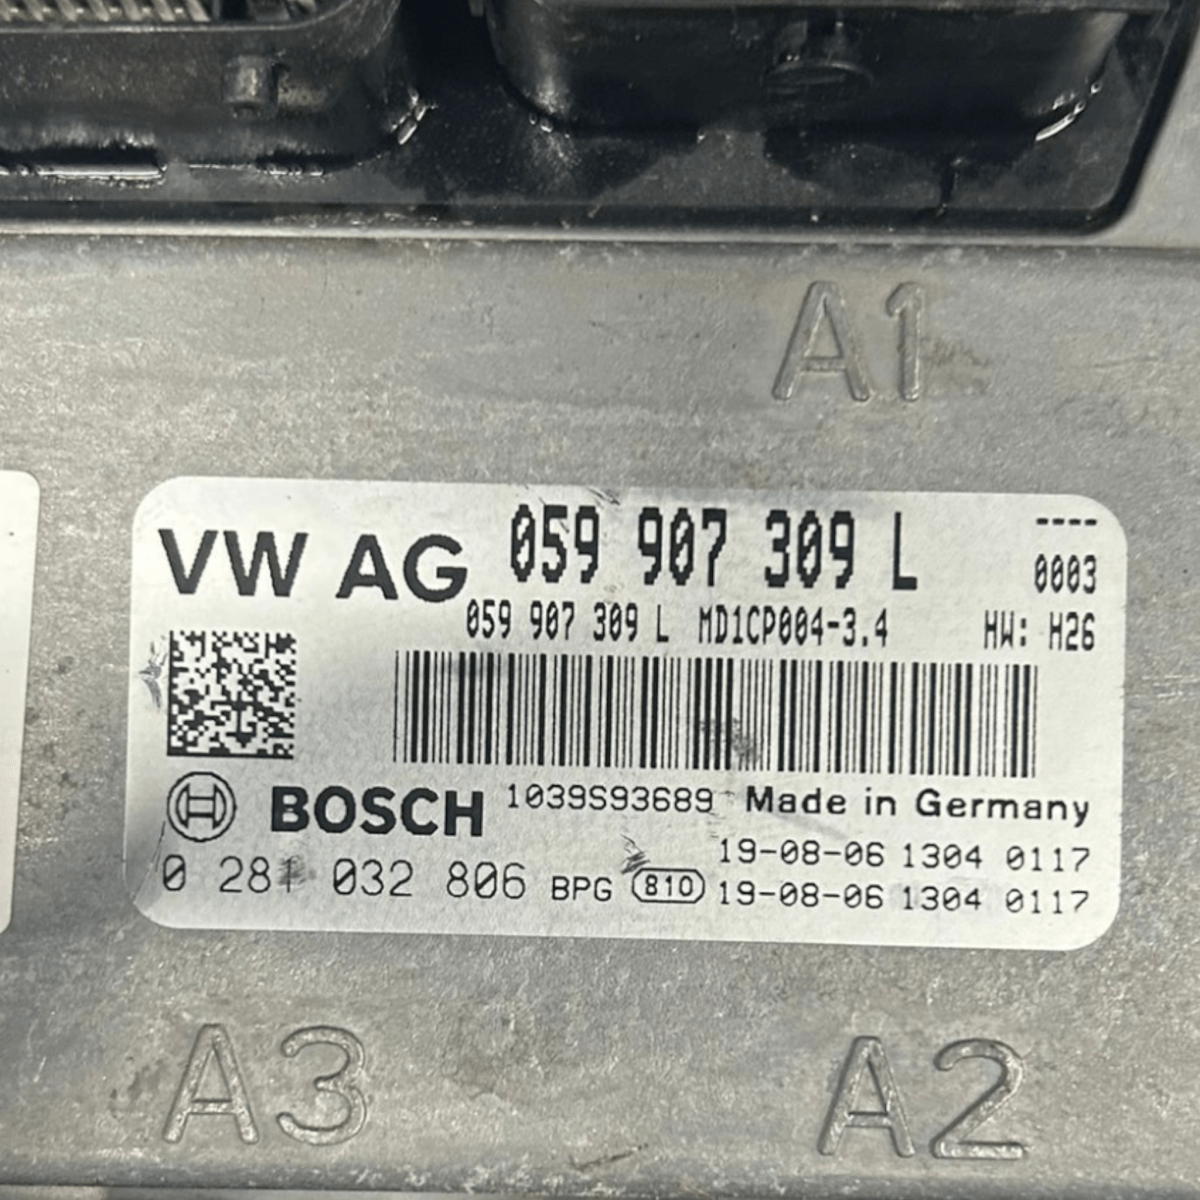 A1
VW AG 059 907 309 L ----
0003
059 907 309 L MD1CP004-3.4 HW: H26
BOSCH 1039S93689 Made in Germany
19-08-06 1304 0117
0 281 032 806 BPG 810 19-08-06 1304 0117
A3 A2